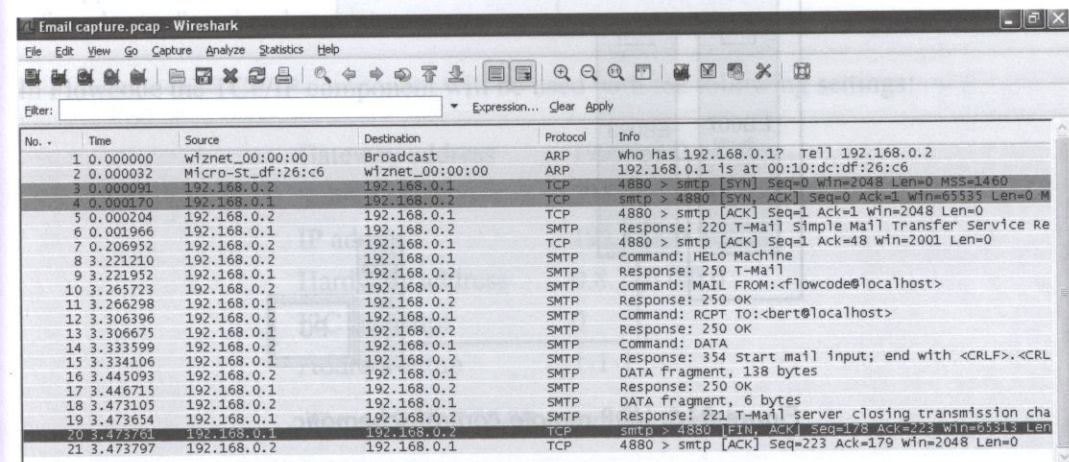 Email capture.pcap - Wireshark
File Edit View Go Capture Analyze Statistics Help
Filter: Expression... Clear Apply
No. Time Source Destination Protocol Info
1 0.000000 Wiznet_00:00:00 Broadcast ARP Who has 192.168.0.1? Tell 192.168.0.2
2 0.000032 Micro-St_df:26:c6 Wiznet_00:00:00 ARP 192.168.0.1 is at 00:10:dc:df:26:c6
3 0.000091 192.168.0.2 192.168.0.1 TCP 4880 > smtp [SYN] Seq=0 Win=2048 Len=0 MSS=1460
4 0.000170 192.168.0.1 192.168.0.2 TCP smtp > 4880 [SYN, ACK] Seq=0 Ack=1 Win=65535 Len=0 M
5 0.000204 192.168.0.2 192.168.0.1 TCP 4880 > smtp [ACK] Seq=1 Ack=1 Win=2048 Len=0
6 0.001966 192.168.0.1 192.168.0.2 SMTP Response: 220 T-Mail Simple Mail Transfer Service Re
7 0.206952 192.168.0.2 192.168.0.1 TCP 4880 > smtp [ACK] Seq=1 Ack=48 Win=2001 Len=0
8 3.221210 192.168.0.2 192.168.0.1 SMTP Command: HELO Machine
9 3.221952 192.168.0.1 192.168.0.2 SMTP Response: 250 T-Mail
10 3.265723 192.168.0.2 192.168.0.1 SMTP Command: MAIL FROM:<flowcode@localhost>
11 3.266298 192.168.0.1 192.168.0.2 SMTP Response: 250 OK
12 3.306396 192.168.0.2 192.168.0.1 SMTP Command: RCPT TO:<bert@localhost>
13 3.306675 192.168.0.1 192.168.0.2 SMTP Response: 250 OK
14 3.333599 192.168.0.2 192.168.0.1 SMTP Command: DATA
15 3.334106 192.168.0.1 192.168.0.2 SMTP Response: 354 Start mail input; end with <CRLF>.<CRL
16 3.445093 192.168.0.2 192.168.0.1 SMTP DATA fragment, 138 bytes
17 3.446715 192.168.0.1 192.168.0.2 SMTP Response: 250 OK
18 3.473105 192.168.0.2 192.168.0.1 SMTP DATA fragment, 6 bytes
19 3.473654 192.168.0.1 192.168.0.2 SMTP Response: 221 T-Mail server closing transmission cha
20 3.473761 192.168.0.1 192.168.0.2 TCP smtp > 4880 [FIN, ACK] Seq=178 Ack=223 Win=65313 Len
21 3.473797 192.168.0.2 192.168.0.1 TCP 4880 > smtp [ACK] Seq=223 Ack=179 Win=2048 Len=0